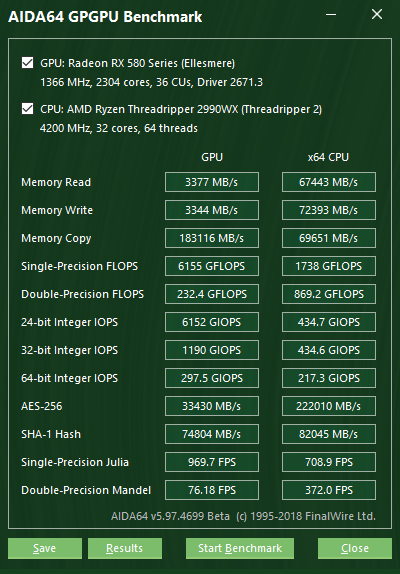 AIDA64 GPGPU Benchmark
GPU: Radeon RX 580 Series (Ellesmere)
1366 MHz, 2304 cores, 36 CUs, Driver 2671.3
CPU: AMD Ryzen Threadripper 2990WX (Threadripper 2)
4200 MHz, 32 cores, 64 threads
GPU x64 CPU
Memory Read 3377 MB/s 67443 MB/s
Memory Write 3344 MB/s 72393 MB/s
Memory Copy 183116 MB/s 69651 MB/s
Single-Precision FLOPS 6155 GFLOPS 1738 GFLOPS
Double-Precision FLOPS 232.4 GFLOPS 869.2 GFLOPS
24-bit Integer IOPS 6152 GIOPS 434.7 GIOPS
32-bit Integer IOPS 1190 GIOPS 434.6 GIOPS
64-bit Integer IOPS 297.5 GIOPS 217.3 GIOPS
AES-256 33430 MB/s 222010 MB/s
SHA-1 Hash 74804 MB/s 82045 MB/s
Single-Precision Julia 969.7 FPS 708.9 FPS
Double-Precision Mandel 76.18 FPS 372.0 FPS
AIDA64 v5.97.4699 Beta (c) 1995-2018 FinalWire Ltd.
Save Results Start Benchmark Close